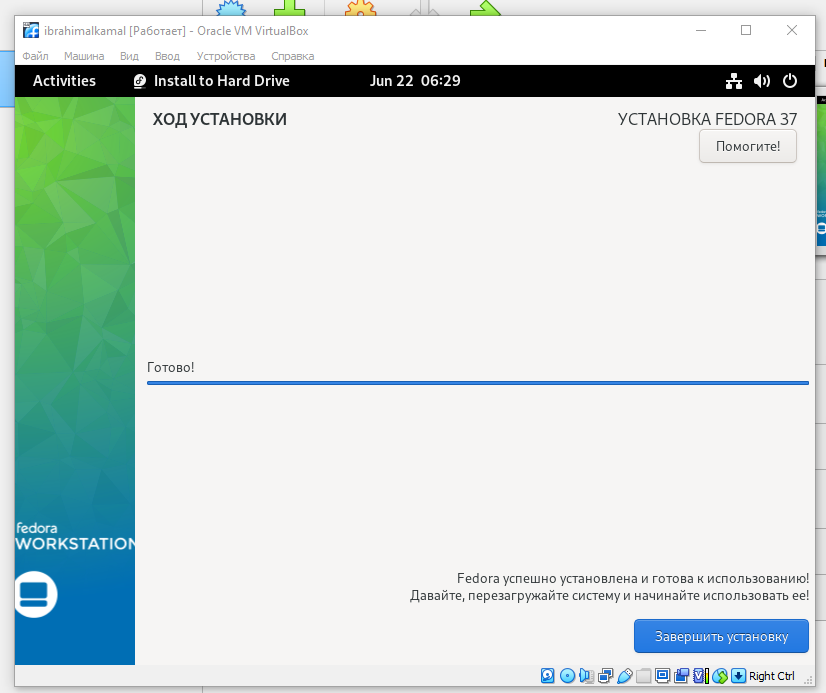 ibrahimalkamal [Работает] - Oracle VM VirtualBox
Файл Машина Вид Ввод Устройства Справка
Activities Install to Hard Drive Jun 22 06:29
ХОД УСТАНОВКИ УСТАНОВКА FEDORA 37
Помогите!
Готово!
fedora
WORKSTATION
Fedora успешно установлена и готова к использованию!
Давайте, перезагружайте систему и начинайте использовать ее!
Завершить установку
Right Ctrl